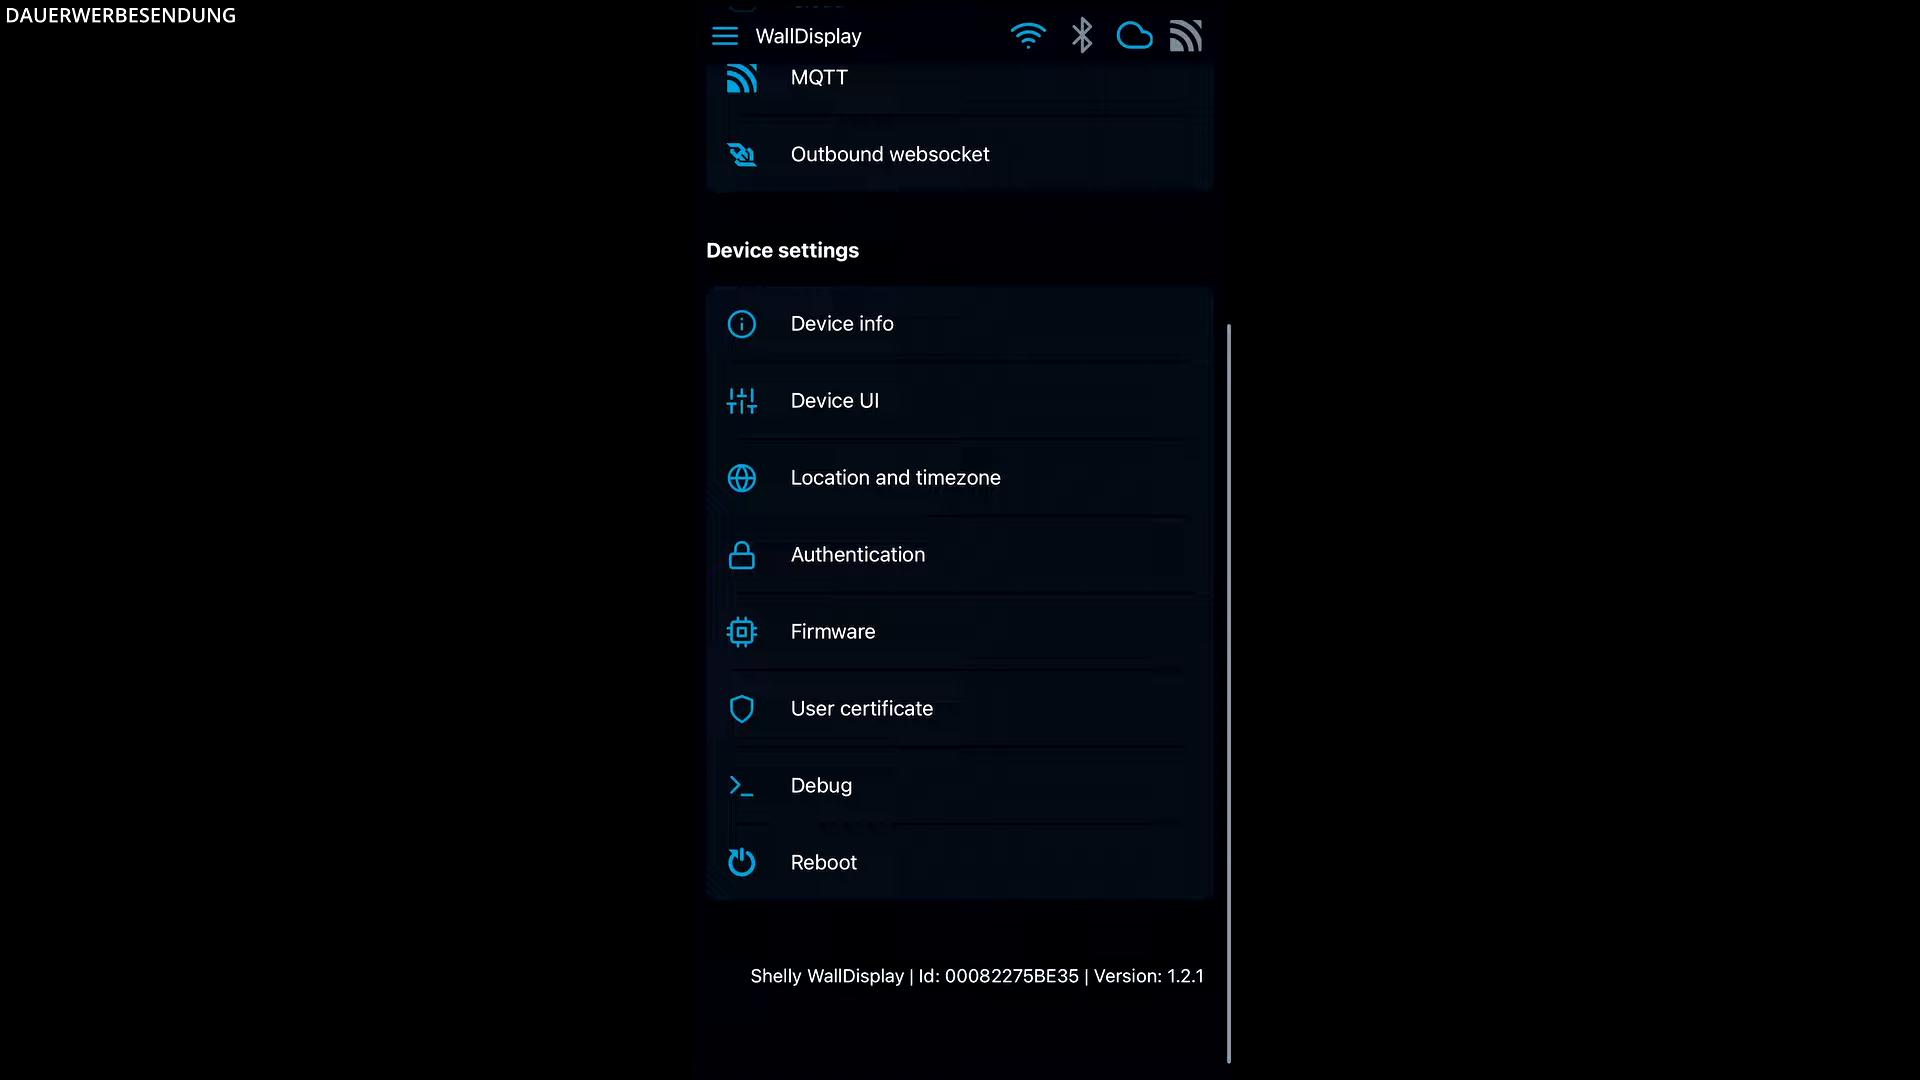 DAUERWERBESENDUNG
WallDisplay
MQTT
Outbound websocket
Device settings
Device info
Device UI
Location and timezone
Authentication
Firmware
User certificate
Debug
Reboot
Shelly WallDisplay | Id: 00082275BE35 | Version: 1.2.1